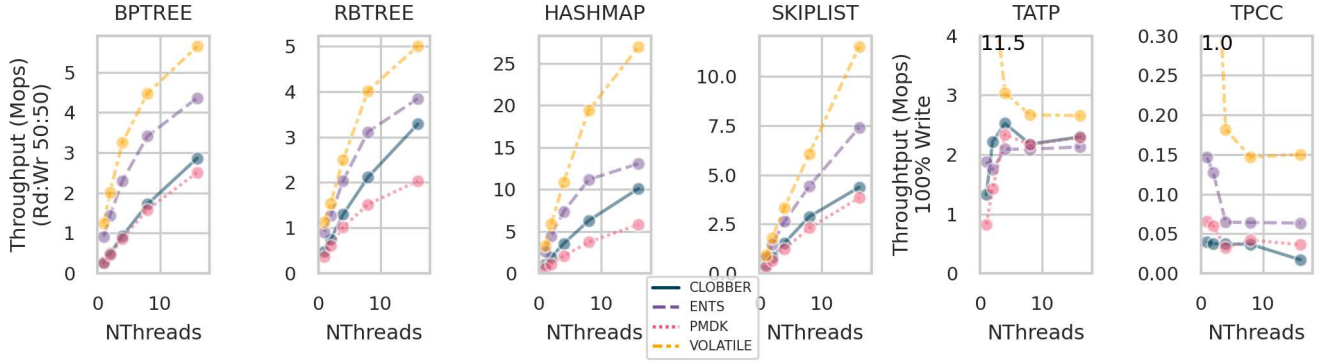 BPTREE RBTREE HASHMAP SKIPLIST TATP TPCC
Throughput (Mops)
(Rd:Wr 50:50)
5
4
3
2
1
0
0 10
NThreads
5
4
3
2
1
0
0 10
NThreads
25
20
15
10
5
0
0 10
NThreads
10.0
7.5
5.0
2.5
0.0
0 10
NThreads
CLOBBER
ENTS
PMDK
VOLATILE
Throughtput (Mops)
100% Write
4
3
2
1
0
11.5
0 10
NThreads
0.30
0.25
0.20
0.15
0.10
0.05
0.00
1.0
0 10
NThreads